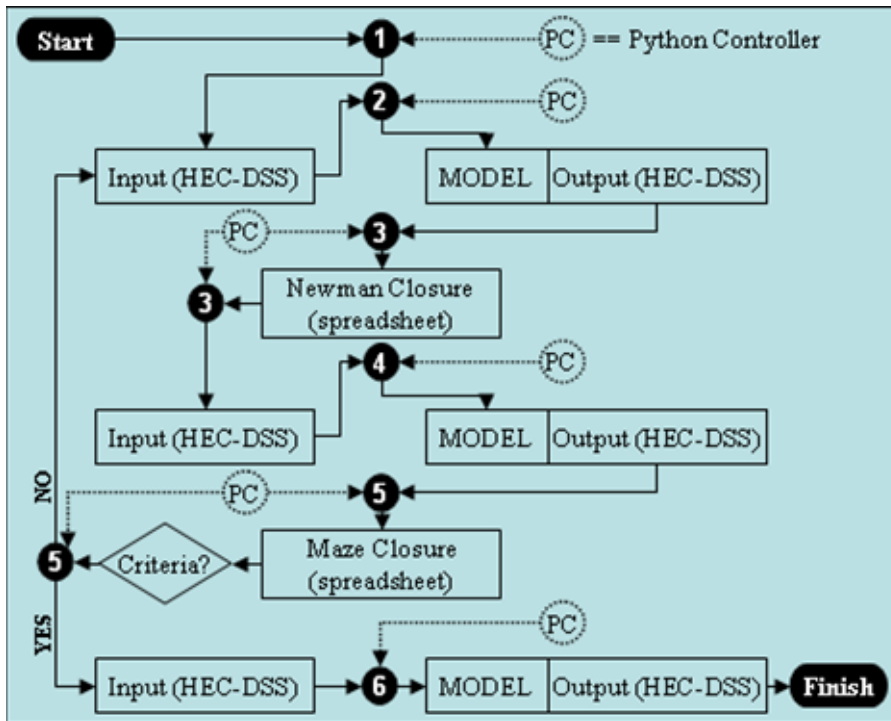 Start
1
PC == Python Controller
2
PC
Input (HEC-DSS)
MODEL
Output (HEC-DSS)
PC
3
3
Newman Closure
(spreadsheet)
4
PC
Input (HEC-DSS)
MODEL
Output (HEC-DSS)
NO
PC
5
5
Criteria?
Maze Closure
(spreadsheet)
YES
PC
Input (HEC-DSS)
6
MODEL
Output (HEC-DSS)
Finish